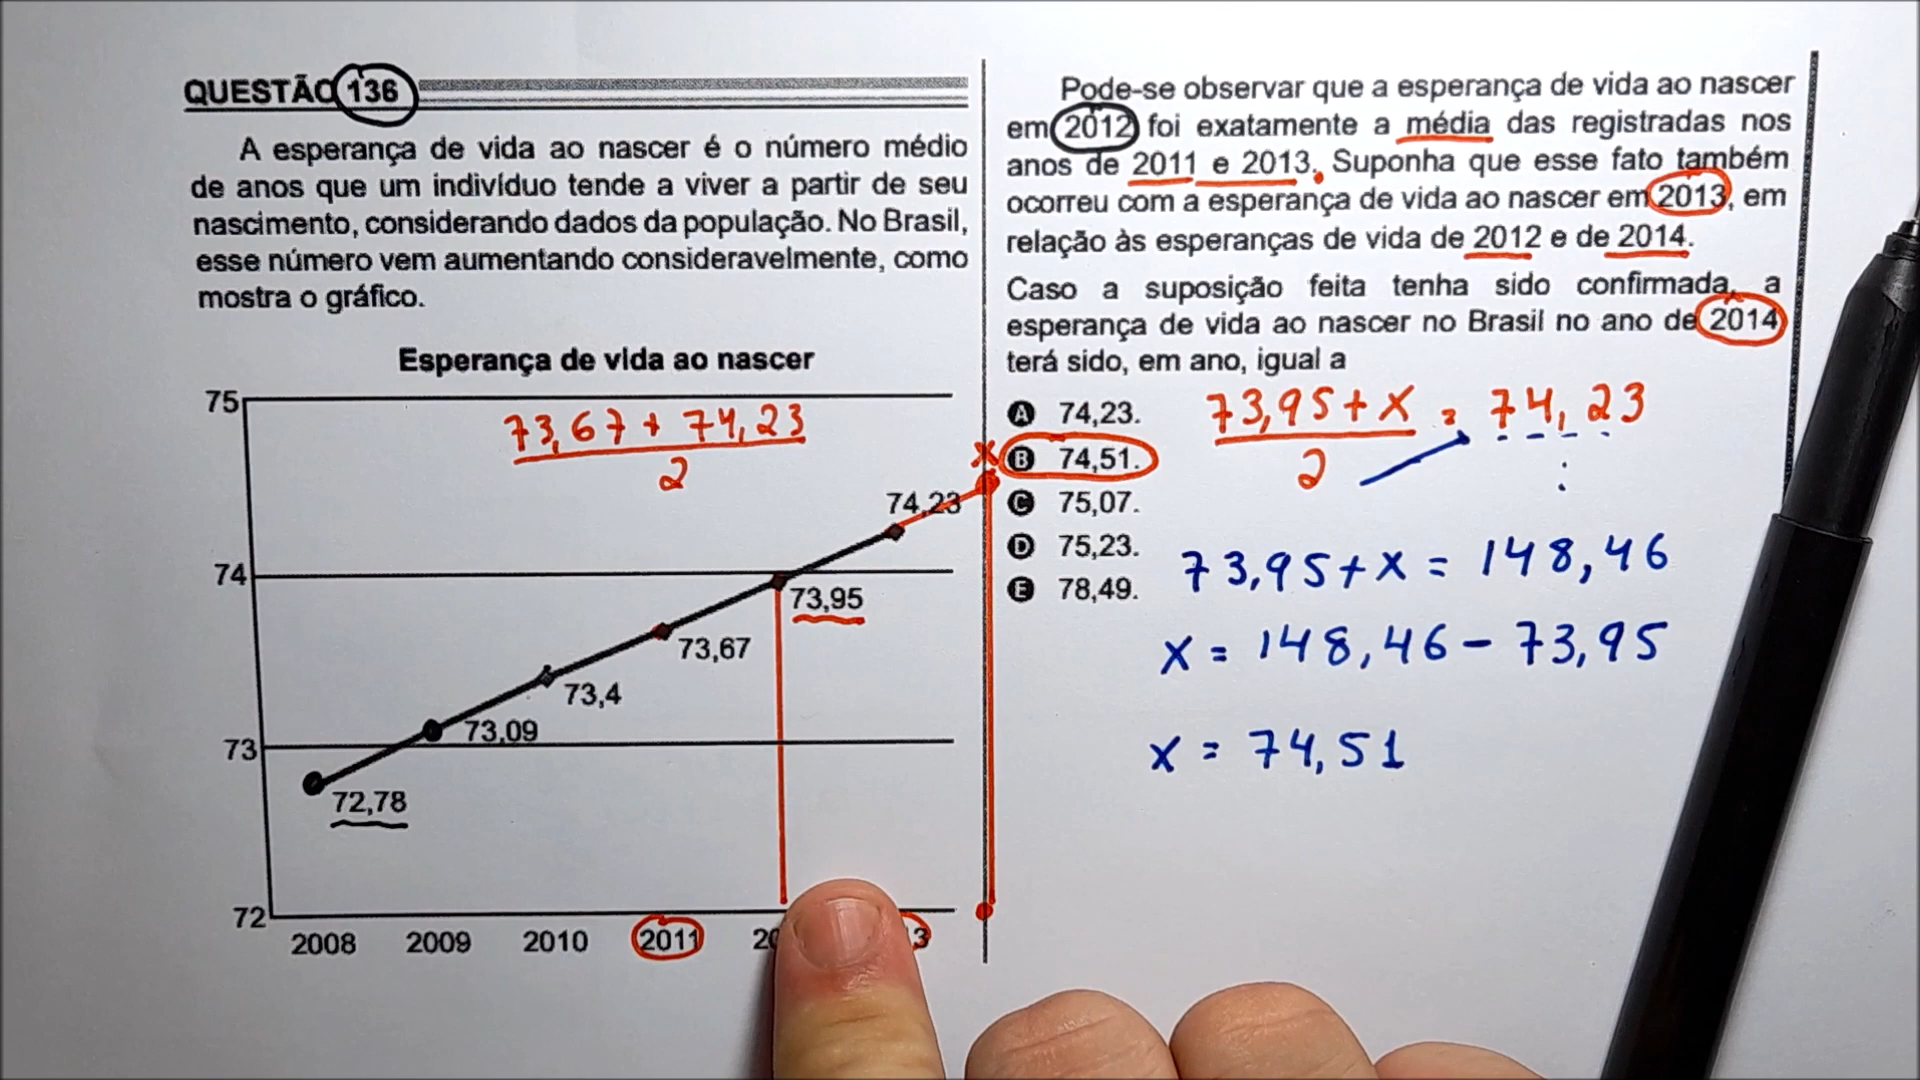 QUESTÃO 136
A esperança de vida ao nascer é o número médio
de anos que um indivíduo tende a viver a partir de seu
nascimento, considerando dados da população. No Brasil,
esse número vem aumentando consideravelmente, como
mostra o gráfico.
Esperança de vida ao nascer
75
73,67 + 74,23
2
x
74,23
74
73,95
73,67
73,4
73
73,09
72,78
72
2008 2009 2010 2011
Pode-se observar que a esperança de vida ao nascer
em 2012 foi exatamente a média das registradas nos
anos de 2011 e 2013. Suponha que esse fato também
ocorreu com a esperança de vida ao nascer em 2013, em
relação às esperanças de vida de 2012 e de 2014.
Caso a suposição feita tenha sido confirmada, a
esperança de vida ao nascer no Brasil no ano de 2014
terá sido, em ano, igual a
A 74,23.
B 74,51.
C 75,07.
D 75,23.
E 78,49.
73,95 + x = 74,23
2
73,95 + x = 148,46
x = 148,46 - 73,95
x = 74,51